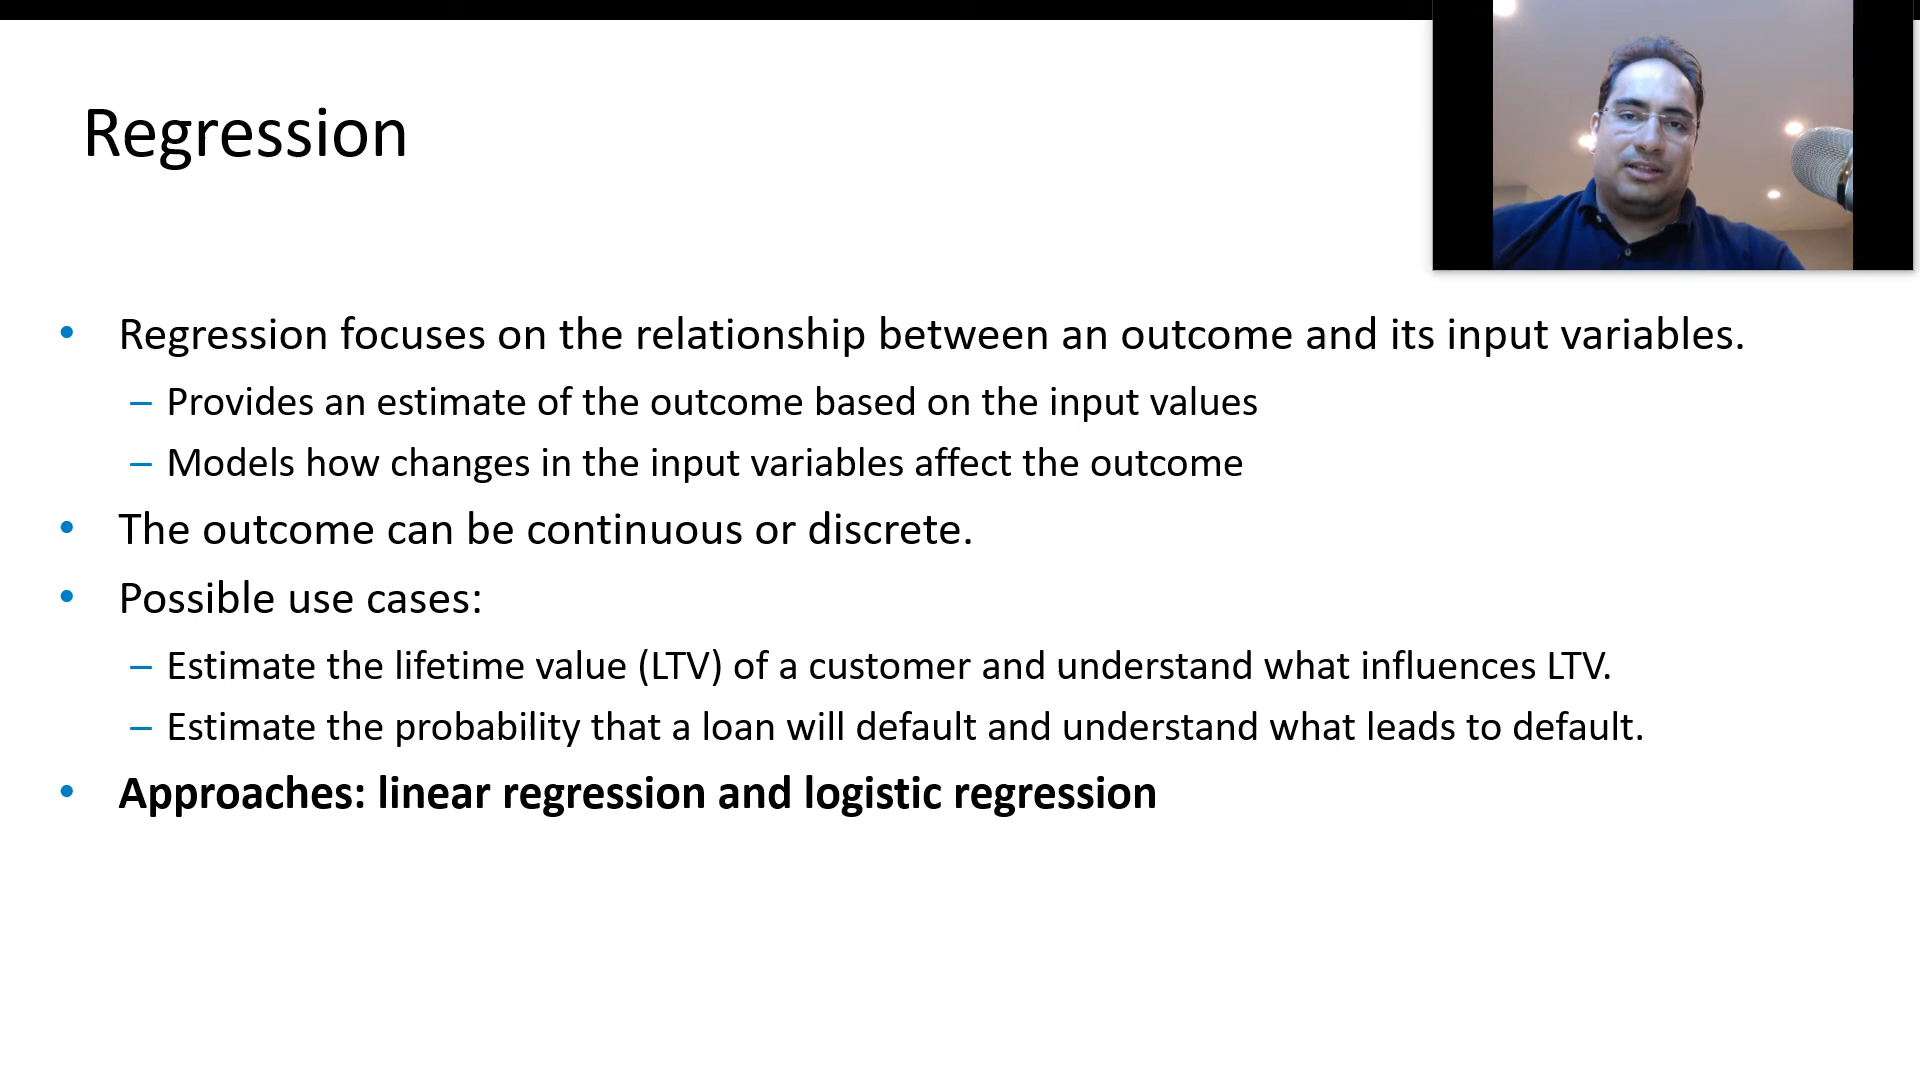 Regression
• Regression focuses on the relationship between an outcome and its input variables.
– Provides an estimate of the outcome based on the input values
– Models how changes in the input variables affect the outcome
• The outcome can be continuous or discrete.
• Possible use cases:
– Estimate the lifetime value (LTV) of a customer and understand what influences LTV.
– Estimate the probability that a loan will default and understand what leads to default.
• Approaches: linear regression and logistic regression